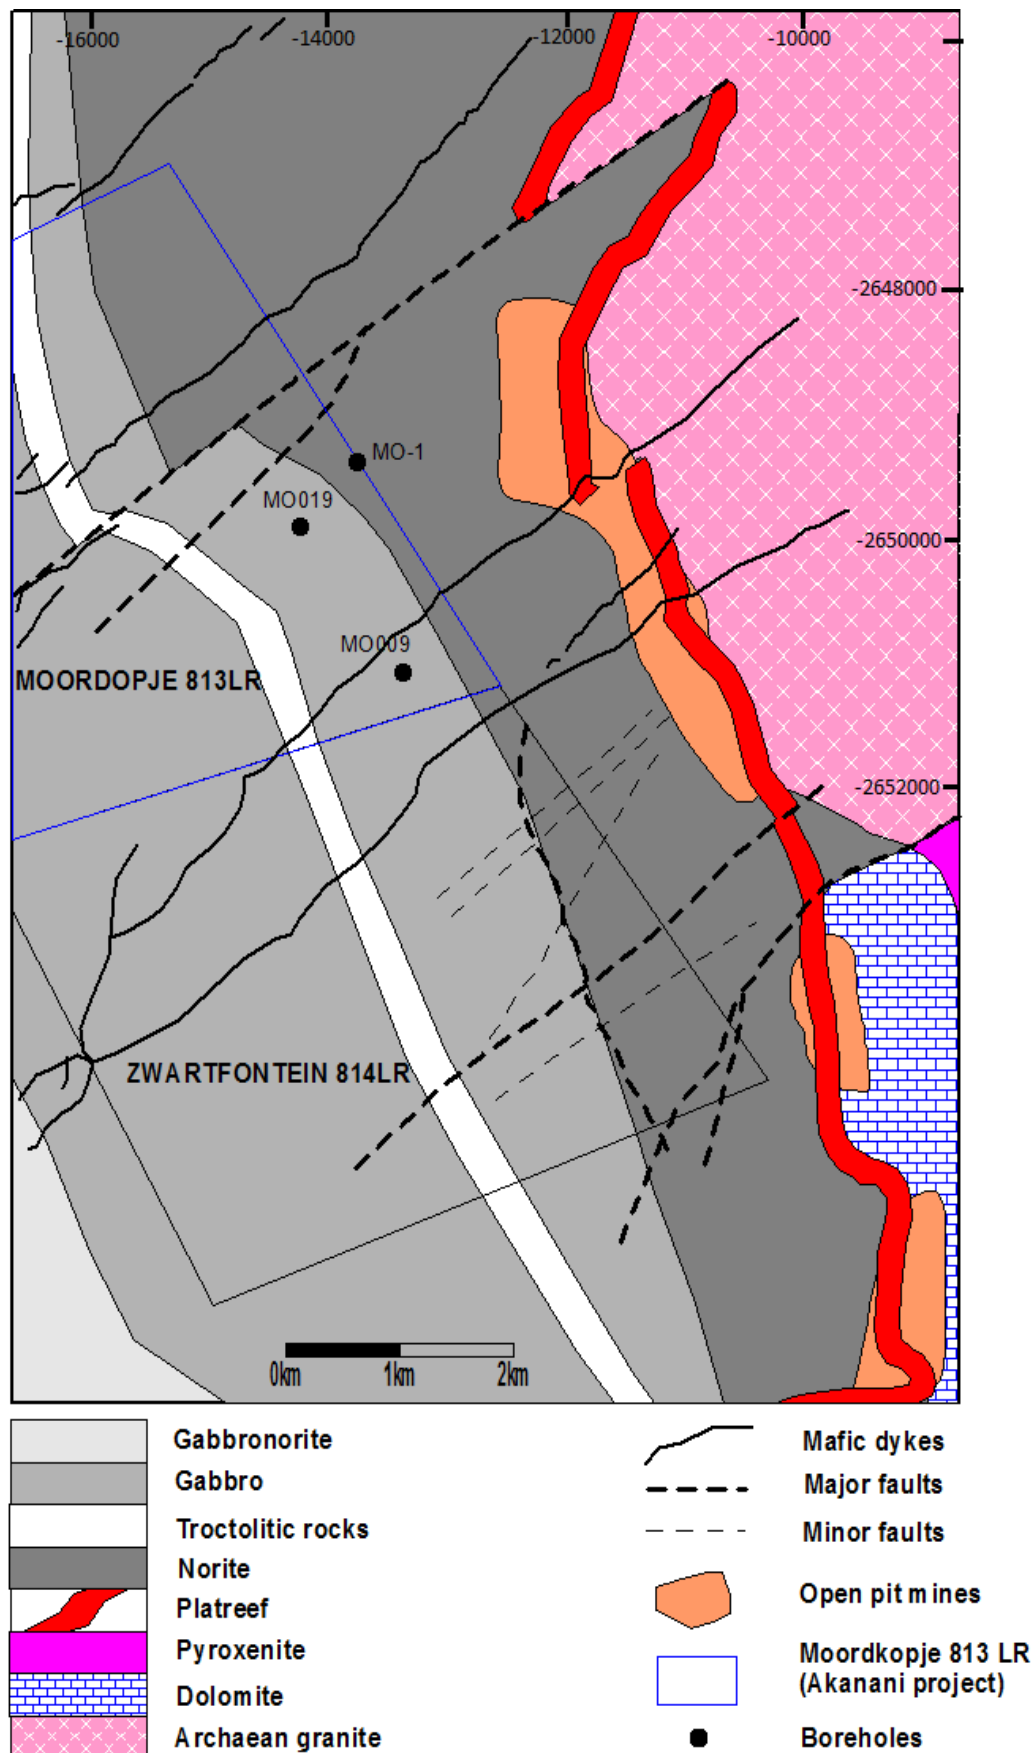 -16000
-14000
-12000
-10000
-2648000
MO-1
MO019
-2650000
MO009
MOORDOPJE 813LR
-2652000
ZWARTFONTEIN 814LR
0km
1km
2km
Gabbronorite
Gabbro
Troctolitic rocks
Norite
Platreef
Pyroxenite
Dolomite
Archaean granite
Mafic dykes
Major faults
Minor faults
Open pit mines
Moordkopje 813 LR
(Akanani project)
Boreholes